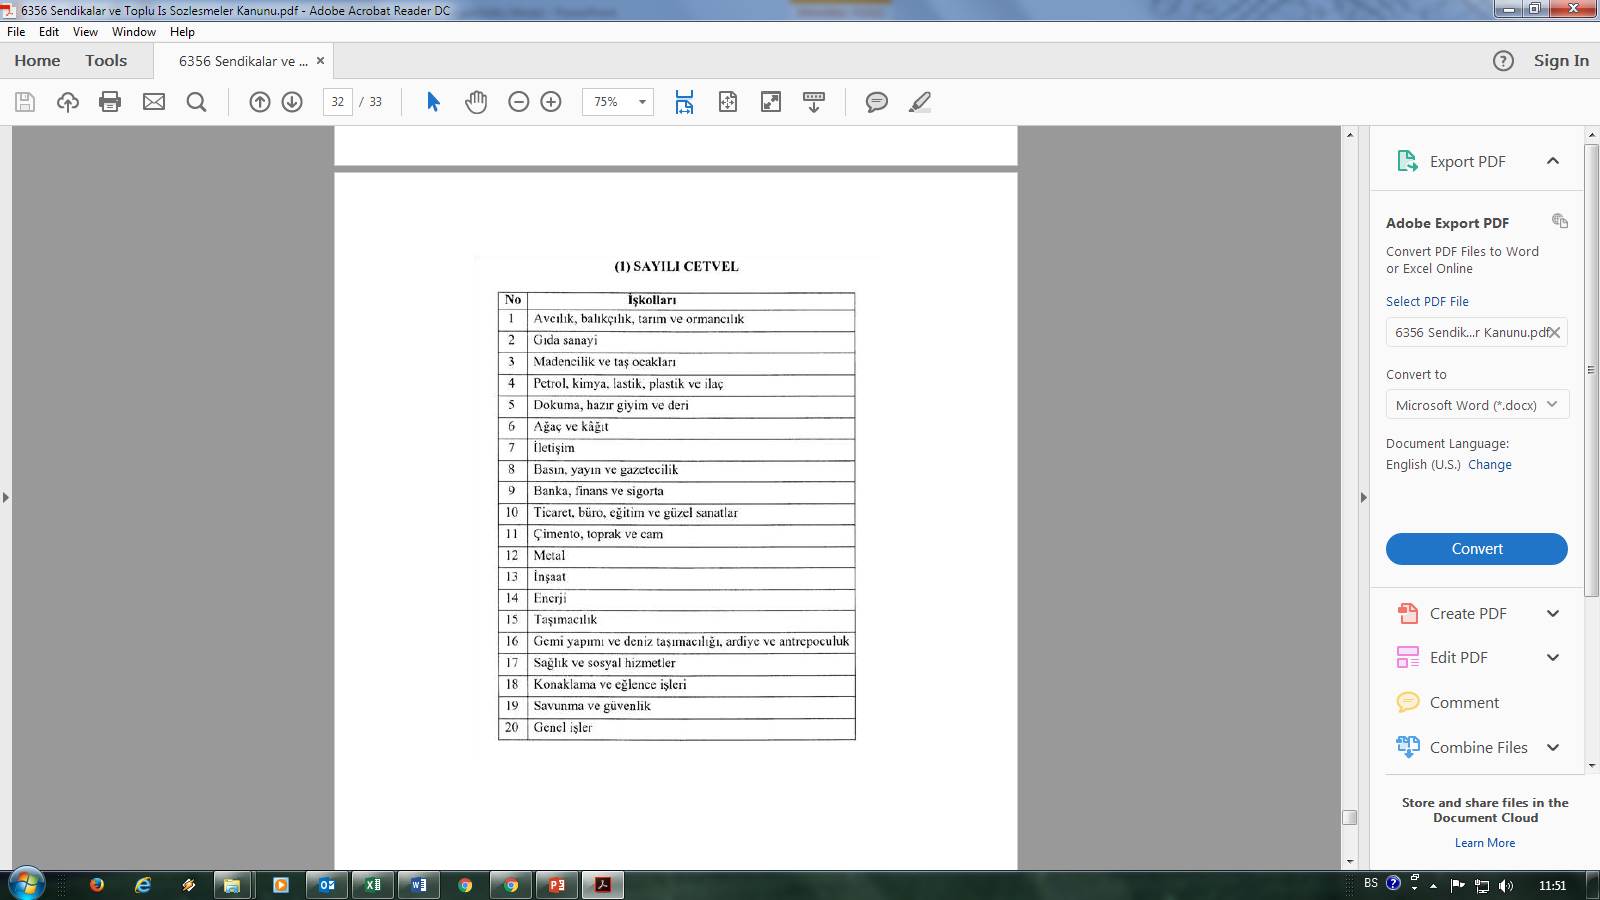 6356 Sendikalar ve Toplu Is Sozlesmeler Kanunu.pdf - Adobe Acrobat Reader DC
File Edit View Window Help
Home Tools 6356 Sendikalar ve ... × Sign In
32 / 33 75%
(1) SAYILI CETVEL
No İşkolları
1 Avcılık, balıkçılık, tarım ve ormancılık
2 Gıda sanayi
3 Madencilik ve taş ocakları
4 Petrol, kimya, lastik, plastik ve ilaç
5 Dokuma, hazır giyim ve deri
6 Ağaç ve kâğıt
7 İletişim
8 Basın, yayın ve gazetecilik
9 Banka, finans ve sigorta
10 Ticaret, büro, eğitim ve güzel sanatlar
11 Çimento, toprak ve cam
12 Metal
13 İnşaat
14 Enerji
15 Taşımacılık
16 Gemi yapımı ve deniz taşımacılığı, ardiye ve antrepoculuk
17 Sağlık ve sosyal hizmetler
18 Konaklama ve eğlence işleri
19 Savunma ve güvenlik
20 Genel işler
Export PDF
Adobe Export PDF
Convert PDF Files to Word
or Excel Online
Select PDF File
6356 Sendik...r Kanunu.pdf
Convert to
Microsoft Word (*.docx)
Document Language:
English (U.S.) Change
Convert
Create PDF
Edit PDF
Comment
Combine Files
Store and share files in the
Document Cloud
Learn More
BS 11:51